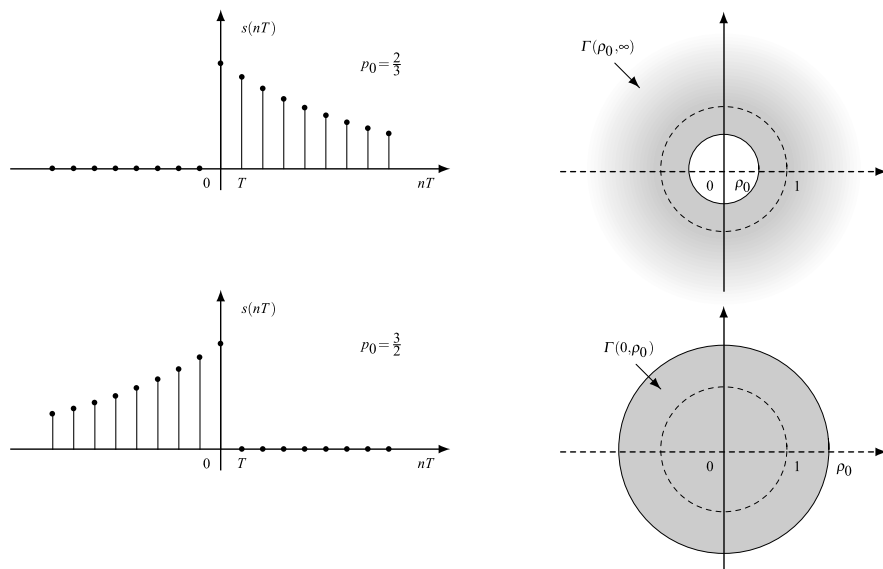 s(nT)
p₀ = 2/3
0 T nT
Γ(ρ₀,∞)
0 ρ₀ 1
s(nT)
p₀ = 3/2
0 T nT
Γ(0,ρ₀)
0 1 ρ₀